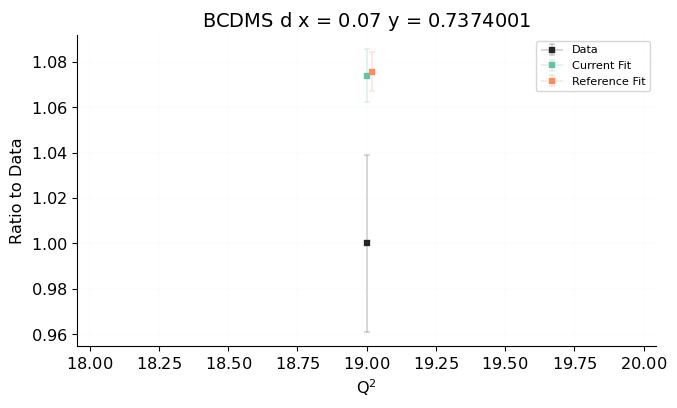 BCDMS d x = 0.07 y = 0.7374001
Data
Current Fit
Reference Fit
Ratio to Data
1.08
1.06
1.04
1.02
1.00
0.98
0.96
18.00 18.25 18.50 18.75 19.00 19.25 19.50 19.75 20.00
Q²